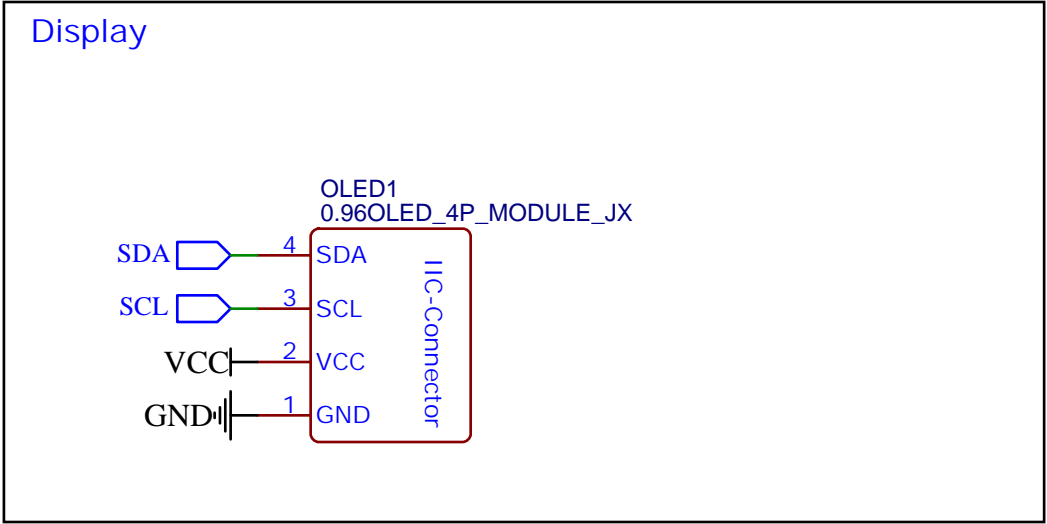 Display
OLED1
0.96OLED_4P_MODULE_JX
SDA 4 SDA
SCL 3 SCL
VCC 2 VCC
GND 1 GND
IIC-Connector